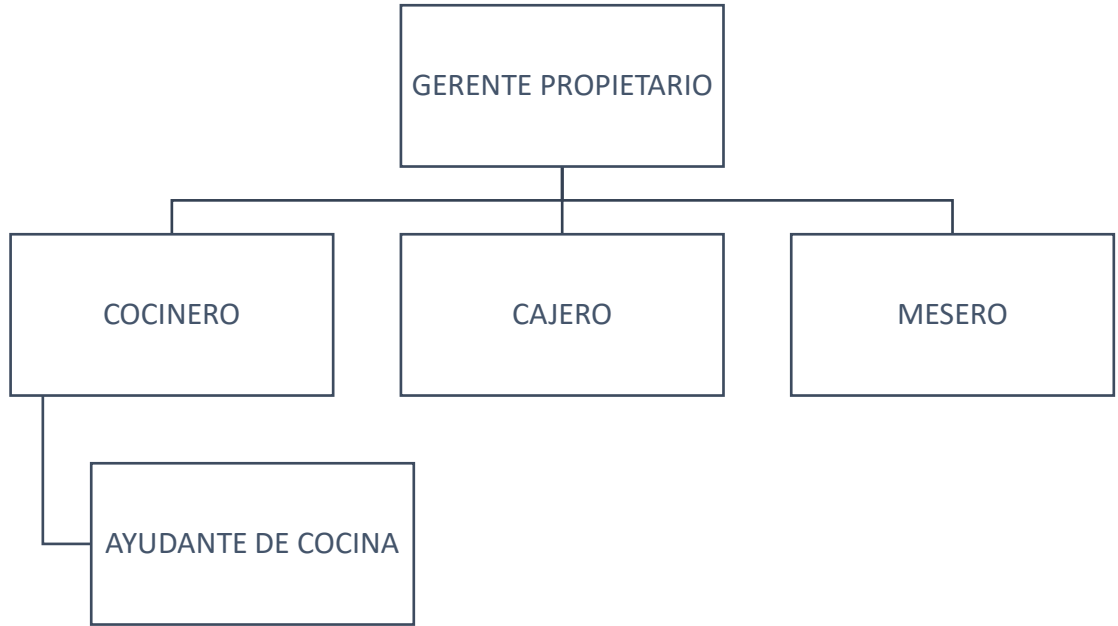 GERENTE PROPIETARIO
COCINERO
CAJERO
MESERO
AYUDANTE DE COCINA